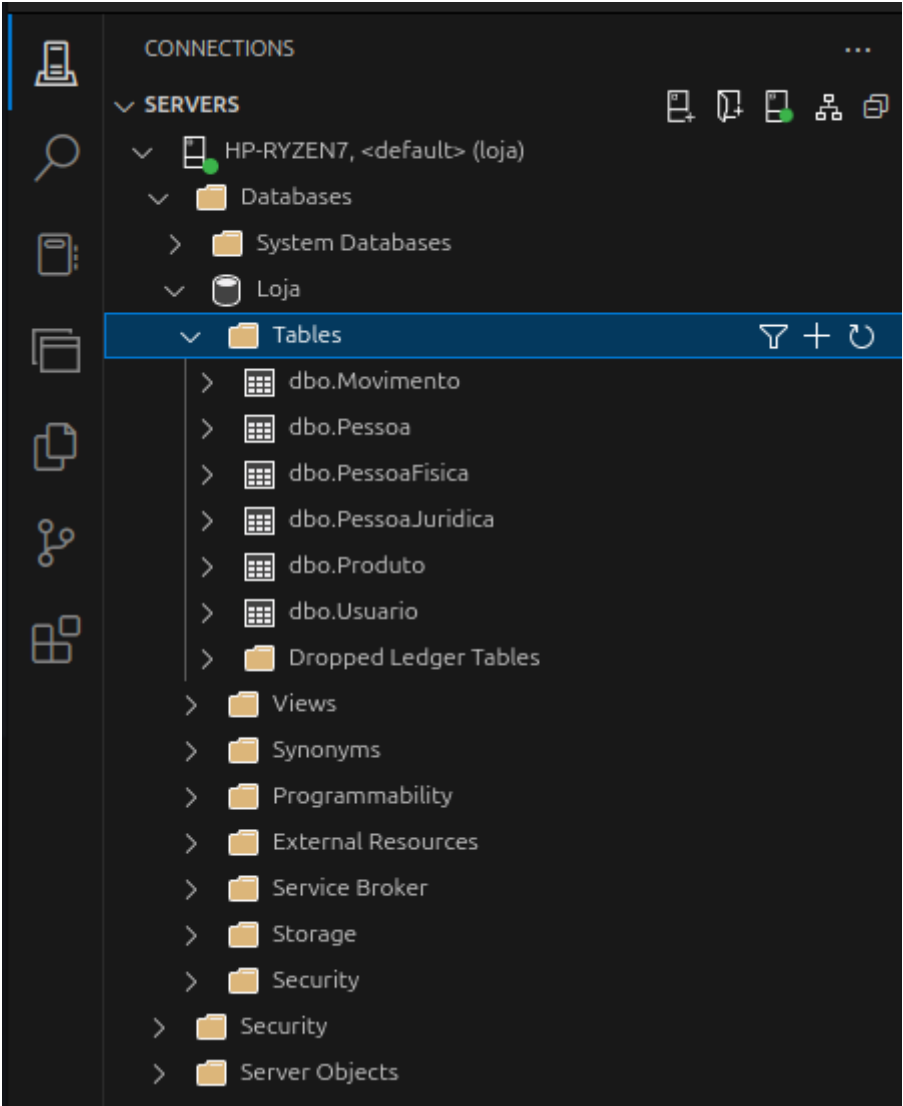 CONNECTIONS
SERVERS
HP-RYZEN7, <default> (loja)
Databases
System Databases
Loja
Tables
dbo.Movimento
dbo.Pessoa
dbo.PessoaFisica
dbo.PessoaJuridica
dbo.Produto
dbo.Usuario
Dropped Ledger Tables
Views
Synonyms
Programmability
External Resources
Service Broker
Storage
Security
Security
Server Objects